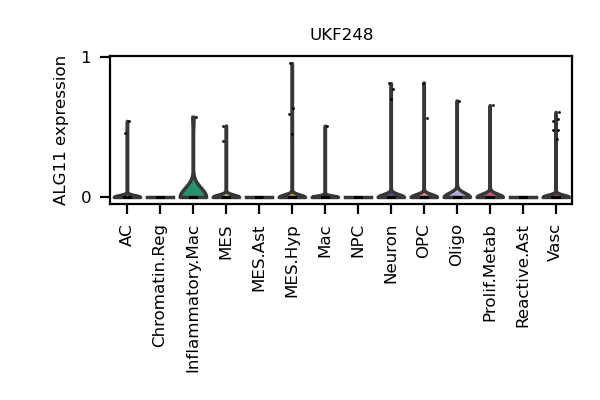 UKF248
ALG11 expression
1
0
AC
Chromatin.Reg
Inflammatory.Mac
MES
MES.Ast
MES.Hyp
Mac
NPC
Neuron
OPC
Oligo
Prolif.Metab
Reactive.Ast
Vasc